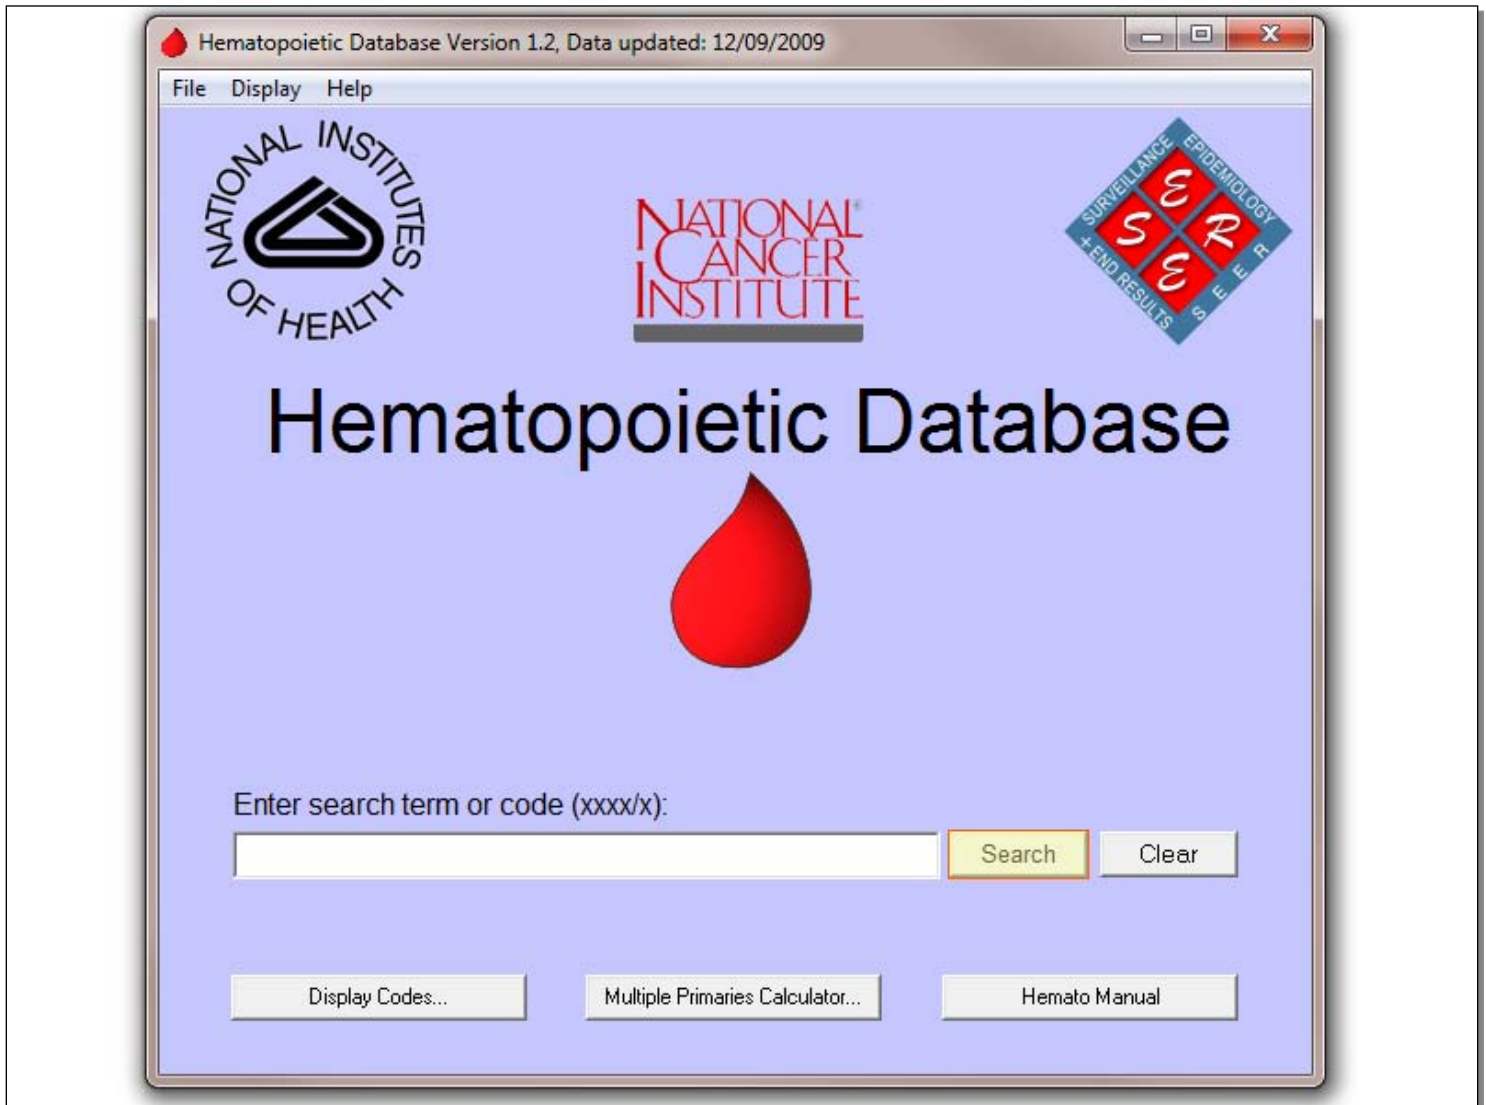 Hematopoietic Database Version 1.2, Data updated: 12/09/2009
File Display Help
NATIONAL INSTITUTES OF HEALTH
NATIONAL
CANCER
INSTITUTE
SURVEILLANCE EPIDEMIOLOGY
+ END RESULTS SEER
S E R E
Hematopoietic Database
Enter search term or code (xxxx/x):
Search Clear
Display Codes... Multiple Primaries Calculator... Hemato Manual